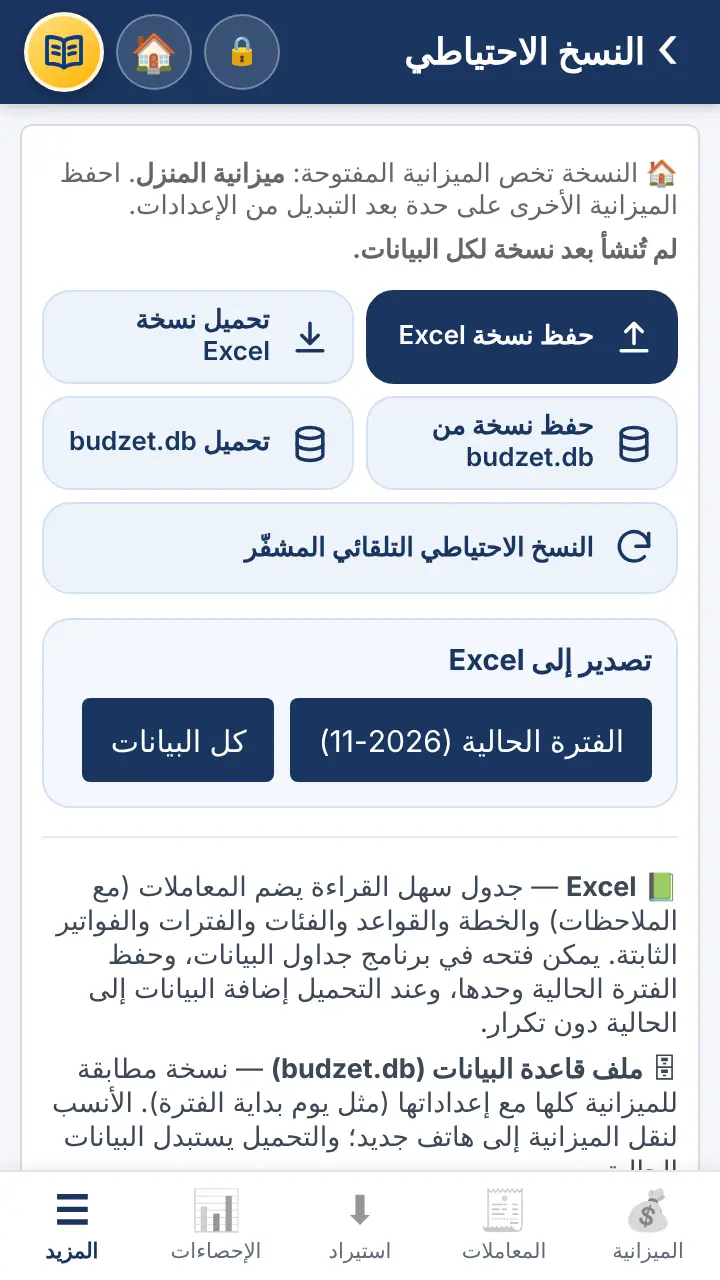 النسخ الاحتياطي
🏠 النسخة تخص الميزانية المفتوحة: ميزانية المنزل. احفظ
الميزانية الأخرى على حدة بعد التبديل من الإعدادات.
لم تُنشأ بعد نسخة لكل البيانات.
حفظ نسخة Excel
تحميل نسخة
Excel
حفظ نسخة من
budzet.db
تحميل budzet.db
النسخ الاحتياطي التلقائي المشفّر
تصدير إلى Excel
الفترة الحالية (2026-11)
كل البيانات
📗 Excel — جدول سهل القراءة يضم المعاملات (مع
الملاحظات) والخطة والقواعد والفئات والفترات والفواتير
الثابتة. يمكن فتحه في برنامج جداول البيانات، وحفظ
الفترة الحالية وحدها، وعند التحميل إضافة البيانات إلى
الحالية دون تكرار.
🗄 ملف قاعدة البيانات (budzet.db) — نسخة مطابقة
للميزانية كلها مع إعداداتها (مثل يوم بداية الفترة). الأنسب
لنقل الميزانية إلى هاتف جديد؛ والتحميل يستبدل البيانات
الميزانية
المعاملات
استيراد
الإحصاءات
المزيد